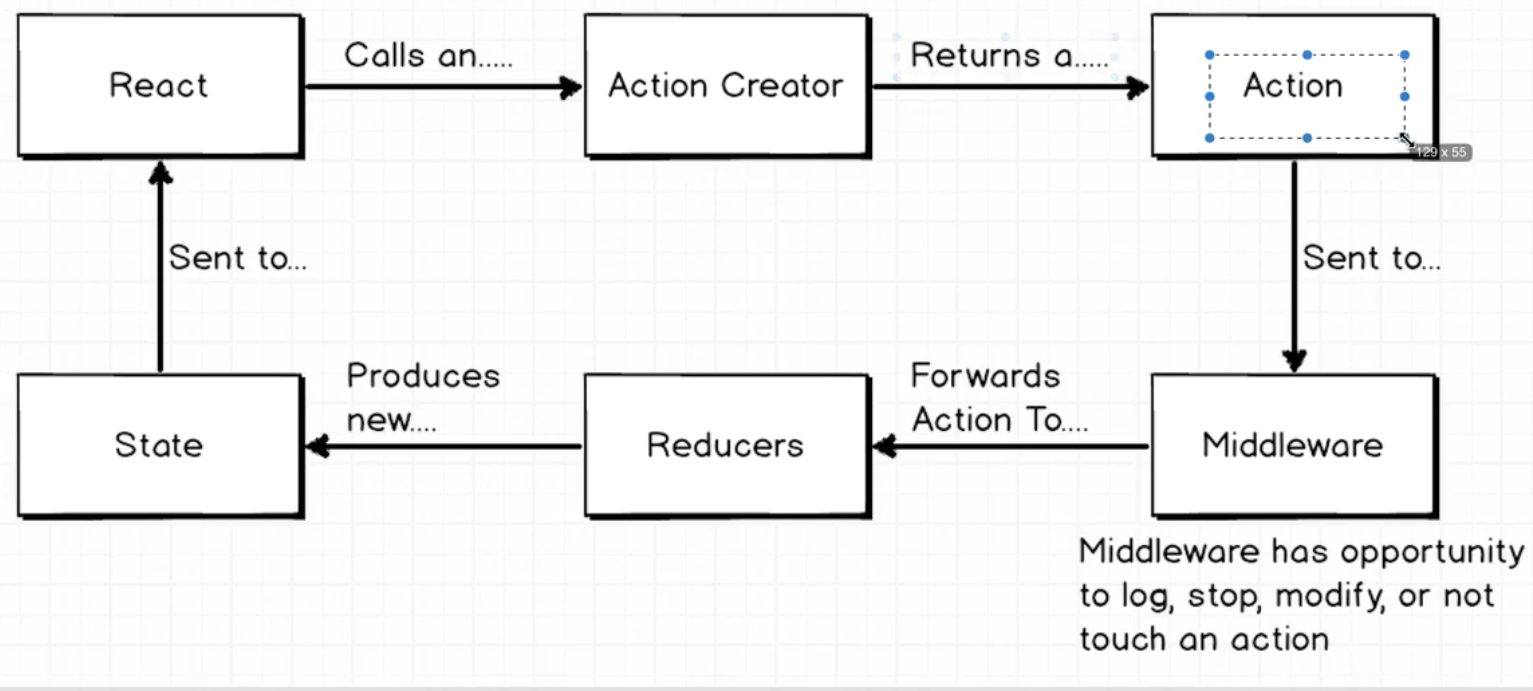 React
Calls an.....
Action Creator
Returns a.....
Action
129 x 55
Sent to...
Sent to...
State
Produces
new....
Reducers
Forwards
Action To....
Middleware
Middleware has opportunity
to log, stop, modify, or not
touch an action